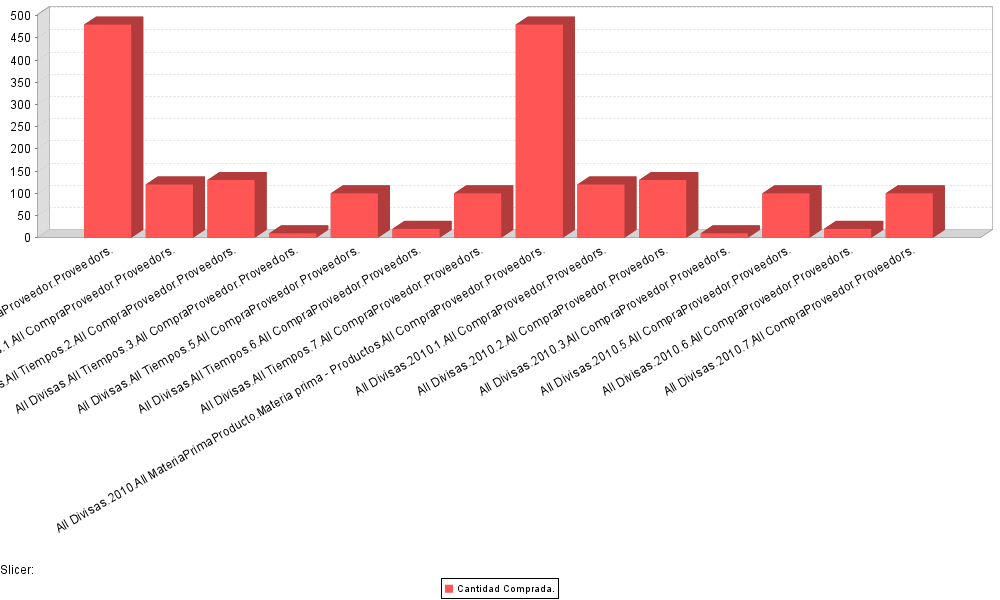 500
450
400
350
300
250
200
150
100
50
0
Proveedor.Proveedors.
.1.All CompraProveedor.Proveedors.
All Tiempos.2.All CompraProveedor.Proveedors.
All Divisas.All Tiempos.3.All CompraProveedor.Proveedors.
All Divisas.All Tiempos.5.All CompraProveedor.Proveedors.
All Divisas.All Tiempos.6.All CompraProveedor.Proveedors.
All Divisas.All Tiempos.7.All CompraProveedor.Proveedors.
All Divisas.2010.All MateriaPrimaProducto.Materia prima - Productos.All CompraProveedor.Proveedors.
All Divisas.2010.1.All CompraProveedor.Proveedors.
All Divisas.2010.2.All CompraProveedor.Proveedors.
All Divisas.2010.3.All CompraProveedor.Proveedors.
All Divisas.2010.5.All CompraProveedor.Proveedors.
All Divisas.2010.6.All CompraProveedor.Proveedors.
All Divisas.2010.7.All CompraProveedor.Proveedors.
Slicer:
Cantidad Comprada.